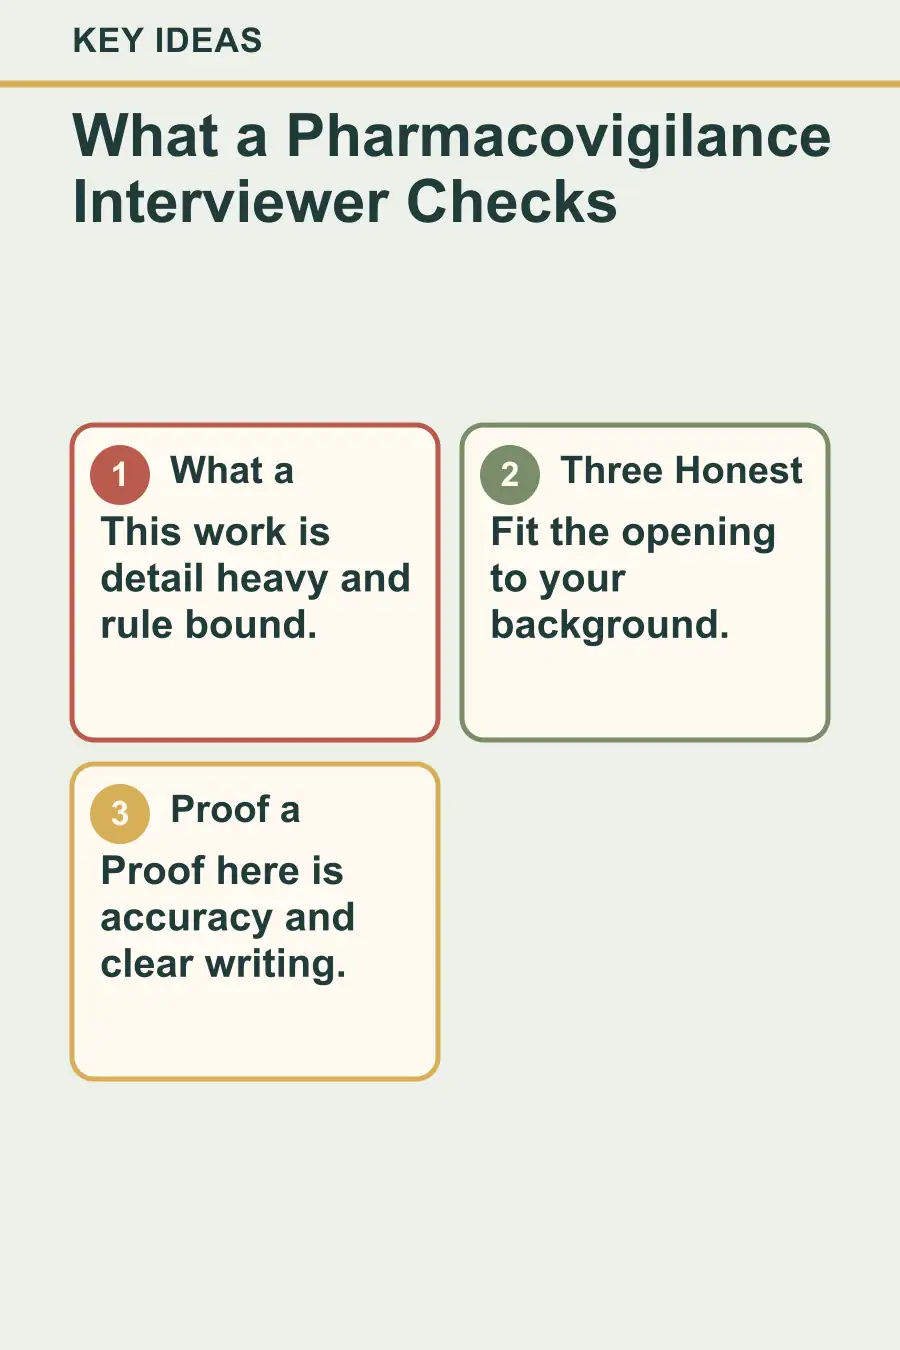 KEY IDEAS
What a Pharmacovigilance
Interviewer Checks
1 What a
This work is
detail heavy and
rule bound.
2 Three Honest
Fit the opening
to your
background.
3 Proof a
Proof here is
accuracy and
clear writing.